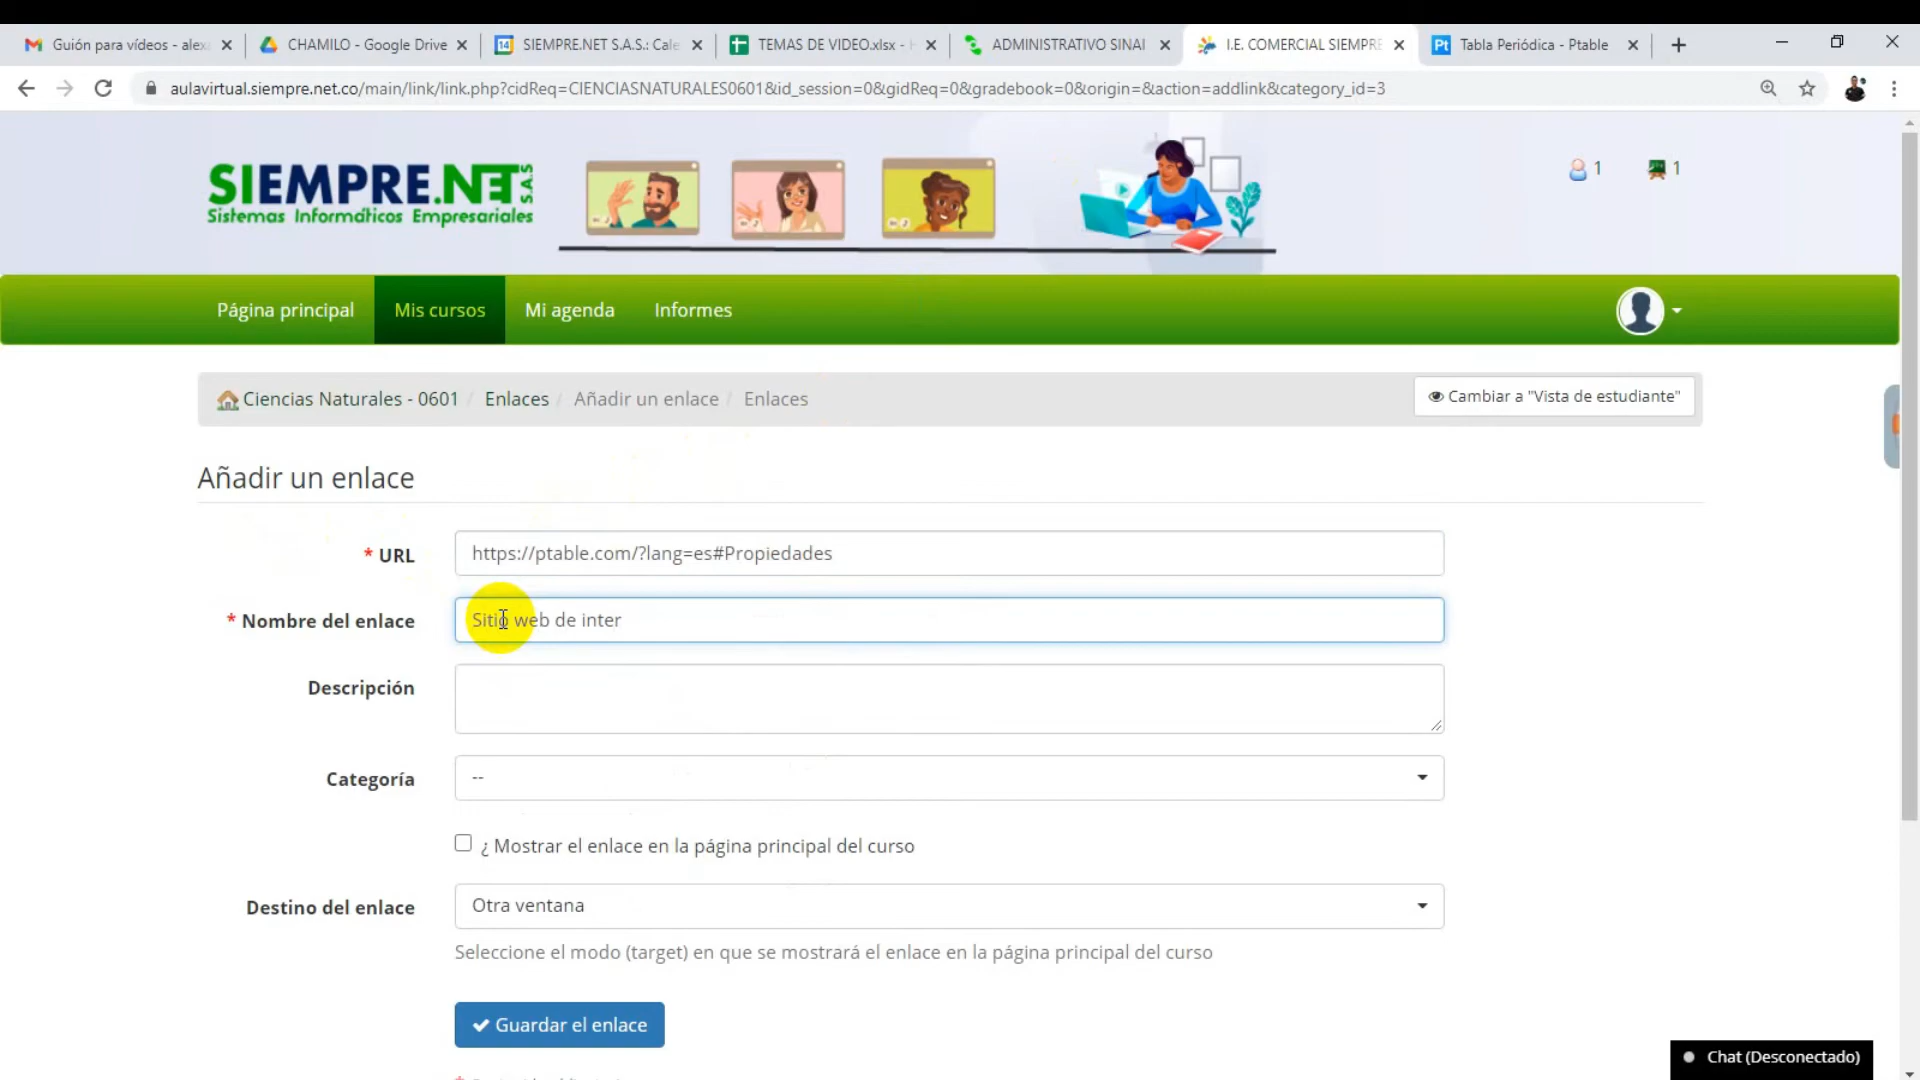 Guión para vídeos - alex
CHAMILO - Google Drive
14
SIEMPRE.NET S.A.S.: Cale
TEMAS DE VIDEO.xlsx -
ADMINISTRATIVO SINAI
I.E. COMERCIAL SIEMPRE
Pt
Tabla Periódica - Ptable
aulavirtual.siempre.net.co/main/link/link.php?cidReq=CIENCIASNATURALES0601&id_session=0&gidReq=0&gradebook=0&origin=&action=addlink&category_id=3
SIEMPRE.NET S.A.S
Sistemas Informáticos Empresariales
1
1
Página principal
Mis cursos
Mi agenda
Informes
Ciencias Naturales - 0601 / Enlaces / Añadir un enlace / Enlaces
Cambiar a "Vista de estudiante"
Añadir un enlace
* URL
https://ptable.com/?lang=es#Propiedades
* Nombre del enlace
Sitio web de inter
Descripción
Categoría
--
¿ Mostrar el enlace en la página principal del curso
Destino del enlace
Otra ventana
Seleccione el modo (target) en que se mostrará el enlace en la página principal del curso
Guardar el enlace
Chat (Desconectado)